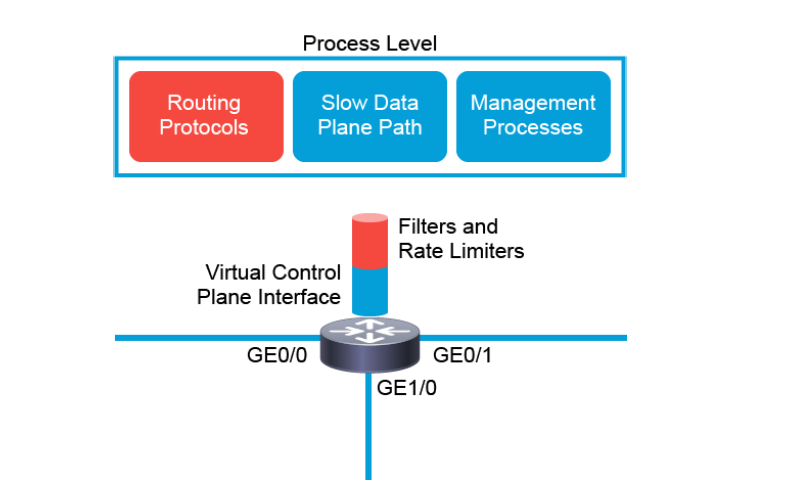 Process Level
Routing
Protocols
Slow Data
Plane Path
Management
Processes
Filters and
Rate Limiters
Virtual Control
Plane Interface
GE0/0
GE0/1
GE1/0